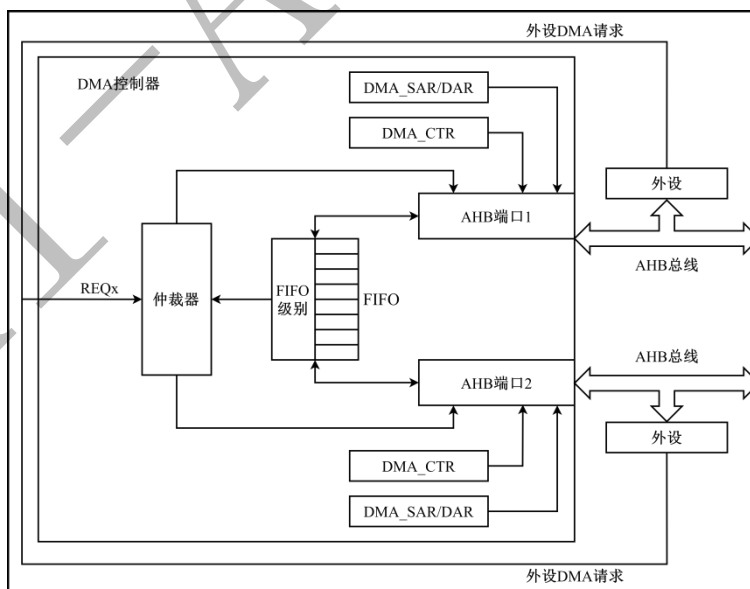 外设DMA请求
DMA控制器
DMA_SAR/DAR
DMA_CTR
外设
AHB端口1
AHB总线
REQx
仲裁器
FIFO
级别
FIFO
AHB总线
AHB端口2
外设
DMA_CTR
DMA_SAR/DAR
外设DMA请求